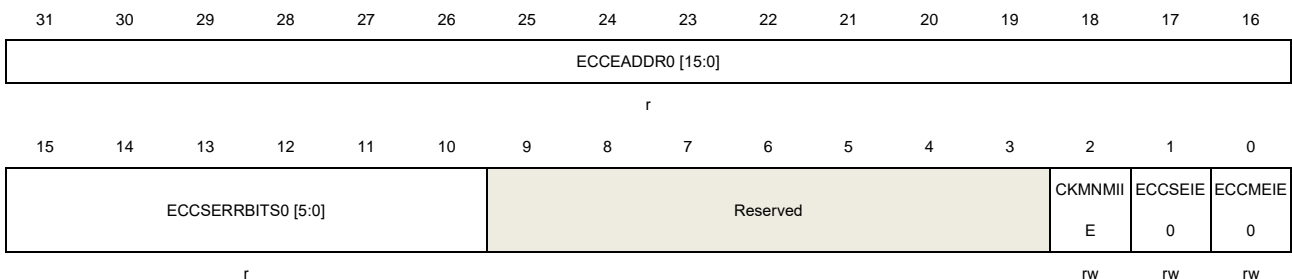 31 30 29 28 27 26 25 24 23 22 21 20 19 18 17 16
ECCEADDR0 [15:0]
r
15 14 13 12 11 10 9 8 7 6 5 4 3 2 1 0
ECCSERRBITS0 [5:0] Reserved CKMNMII ECCSEIE ECCMEIE
E 0 0
r rw rw rw